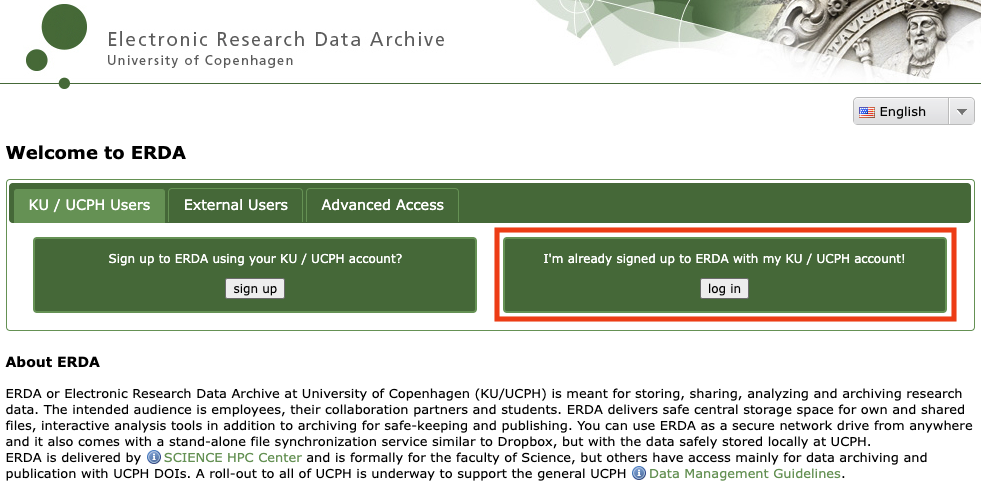 Electronic Research Data Archive
University of Copenhagen
English
Welcome to ERDA
KU / UCPH Users
External Users
Advanced Access
Sign up to ERDA using your KU / UCPH account?
sign up
I'm already signed up to ERDA with my KU / UCPH account!
log in
About ERDA
ERDA or Electronic Research Data Archive at University of Copenhagen (KU/UCPH) is meant for storing, sharing, analyzing and archiving research
data. The intended audience is employees, their collaboration partners and students. ERDA delivers safe central storage space for own and shared
files, interactive analysis tools in addition to archiving for safe-keeping and publishing. You can use ERDA as a secure network drive from anywhere
and it also comes with a stand-alone file synchronization service similar to Dropbox, but with the data safely stored locally at UCPH.
ERDA is delivered by SCIENCE HPC Center and is formally for the faculty of Science, but others have access mainly for data archiving and
publication with UCPH DOIs. A roll-out to all of UCPH is underway to support the general UCPH Data Management Guidelines.